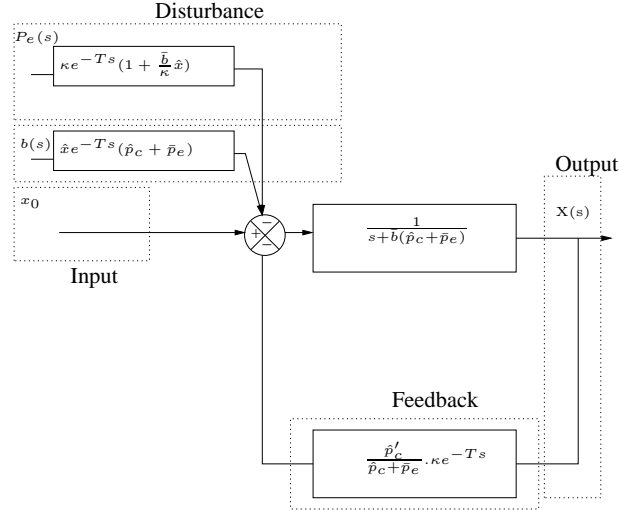 Disturbance
P_e(s)
κe^{-Ts}(1 + \frac{\bar{b}}{κ}\hat{x})
b(s)
\hat{x}e^{-Ts}(\hat{p}_c + \bar{p}_e)
Output
x_0
X(s)
−
+
−
\frac{1}{s+\bar{b}(\hat{p}_c+\bar{p}_e)}
Input
Feedback
\frac{\hat{p}'_c}{\hat{p}_c+\bar{p}_e}.κe^{-Ts}